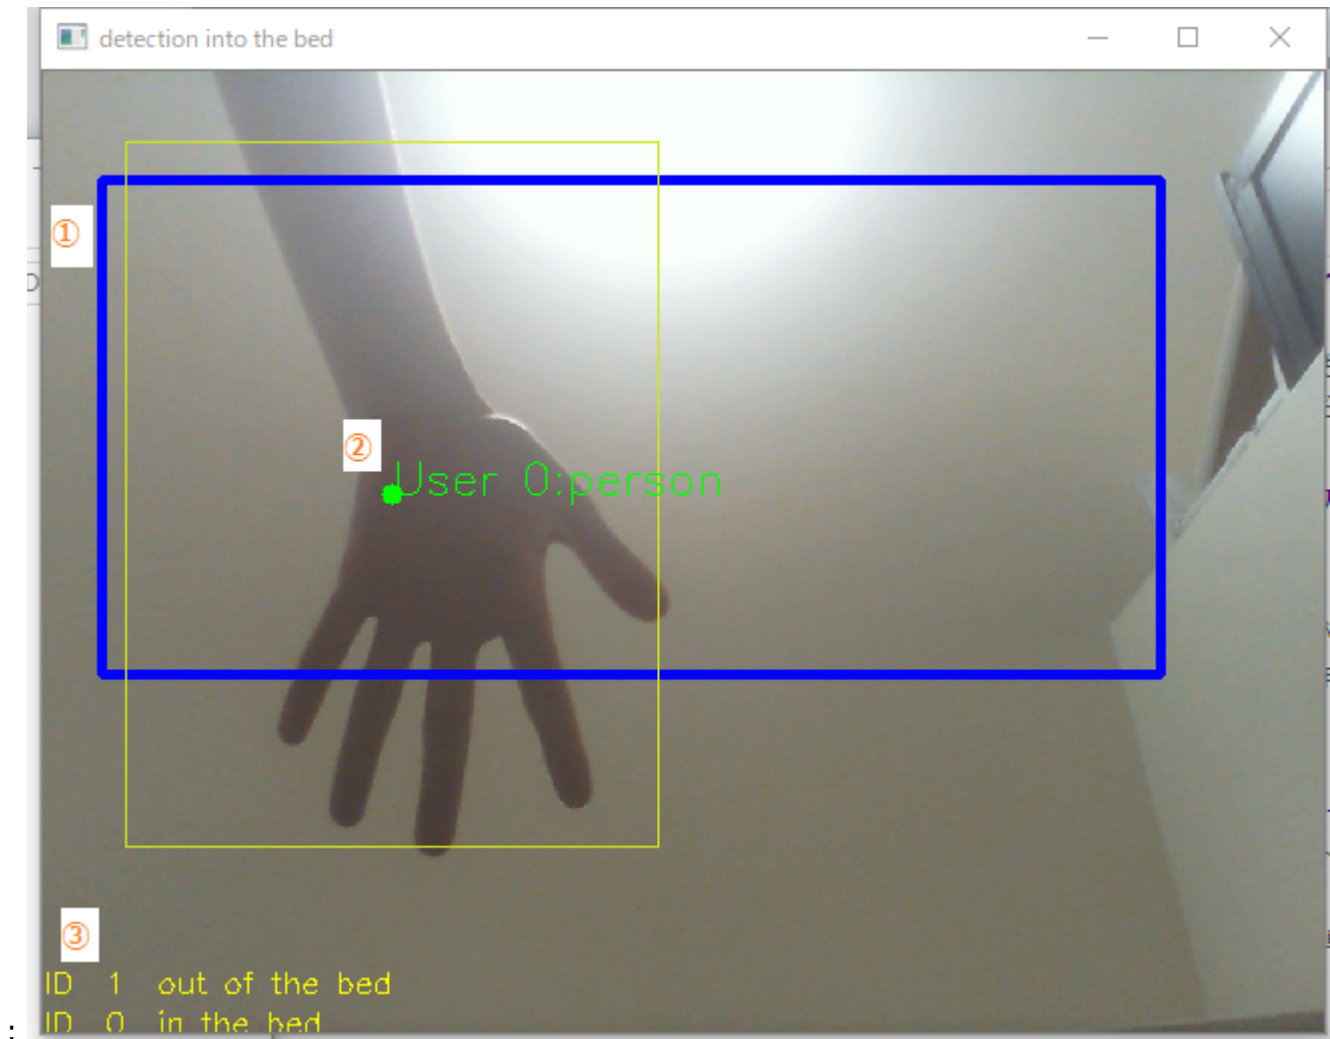 detection into the bed
①
②
User 0:person
③
ID 1 out of the bed
ID 0 in the bed